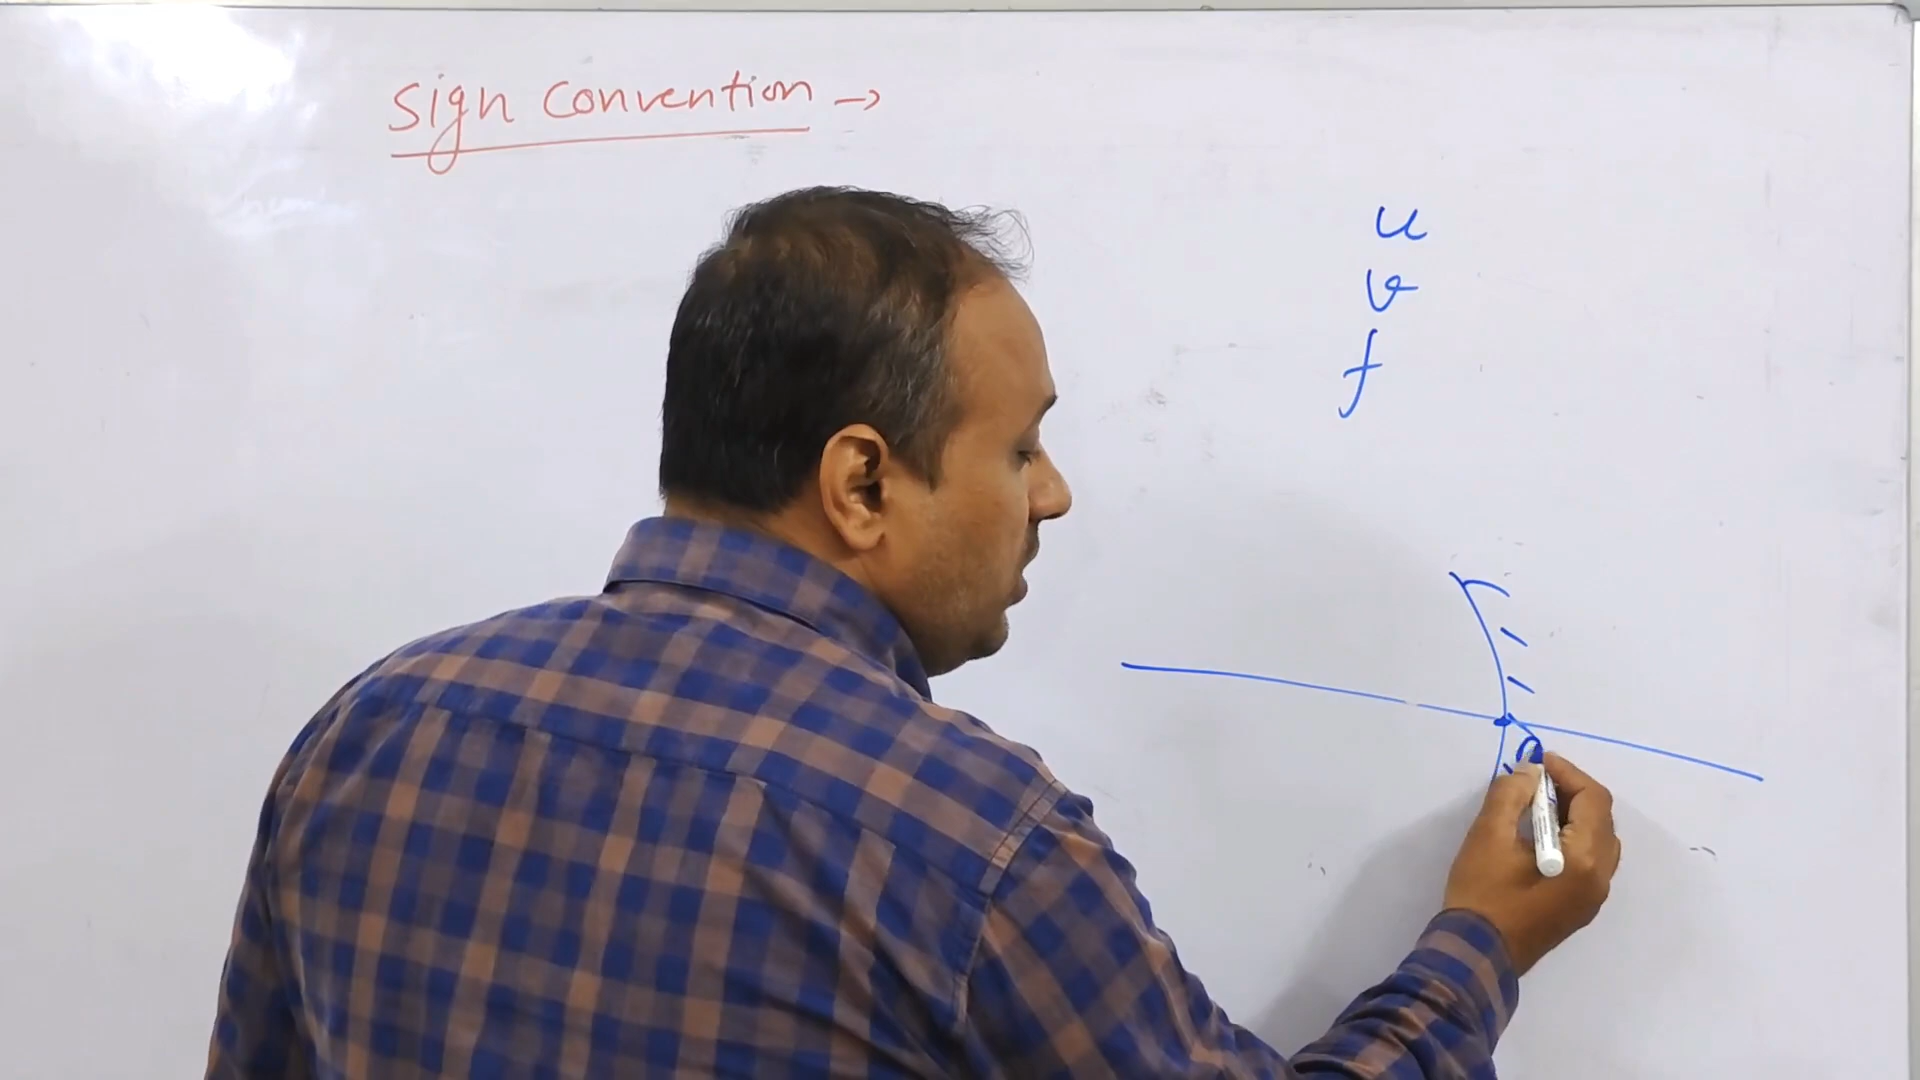 Sign Convention →
u
v
f